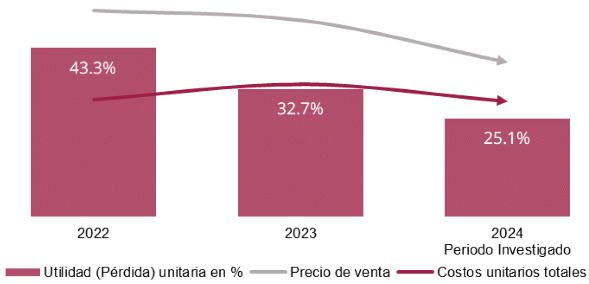 43.3%
32.7%
25.1%
2022
2023
2024
Periodo Investigado
Utilidad (Pérdida) unitaria en %
Precio de venta
Costos unitarios totales